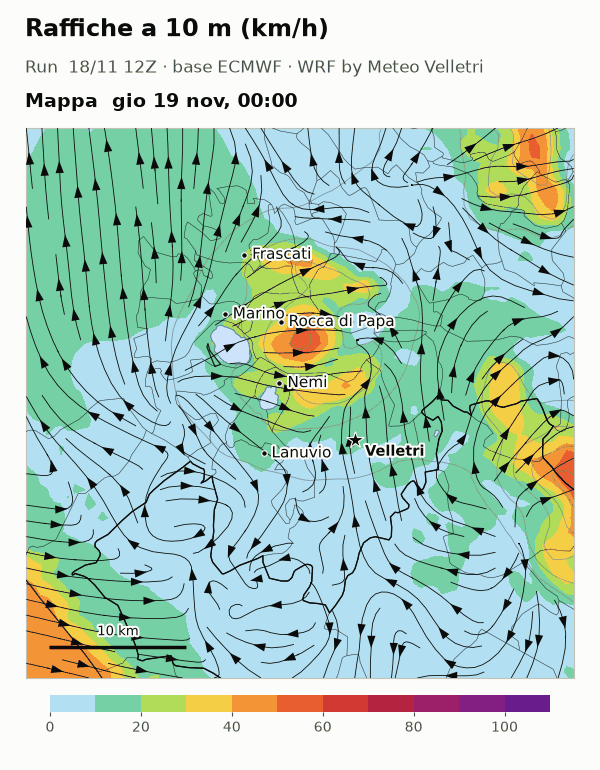 Raffiche a 10 m (km/h)
Run  18/11 12Z · base ECMWF · WRF by Meteo Velletri
Mappa  gio 19 nov, 00:00
Frascati
Marino
Rocca di Papa
Nemi
Velletri
Lanuvio
10 km
0 20 40 60 80 100